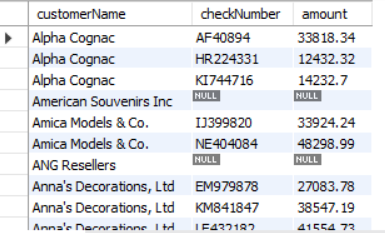 customerName checkNumber amount
Alpha Cognac AF40894 33818.34
Alpha Cognac HR224331 12432.32
Alpha Cognac KI744716 14232.7
American Souvenirs Inc NULL NULL
Amica Models & Co. IJ399820 33924.24
Amica Models & Co. NE404084 48298.99
ANG Resellers NULL NULL
Anna's Decorations, Ltd EM979878 27083.78
Anna's Decorations, Ltd KM841847 38547.19
Anna's Decorations, Ltd LE432182 41554.73